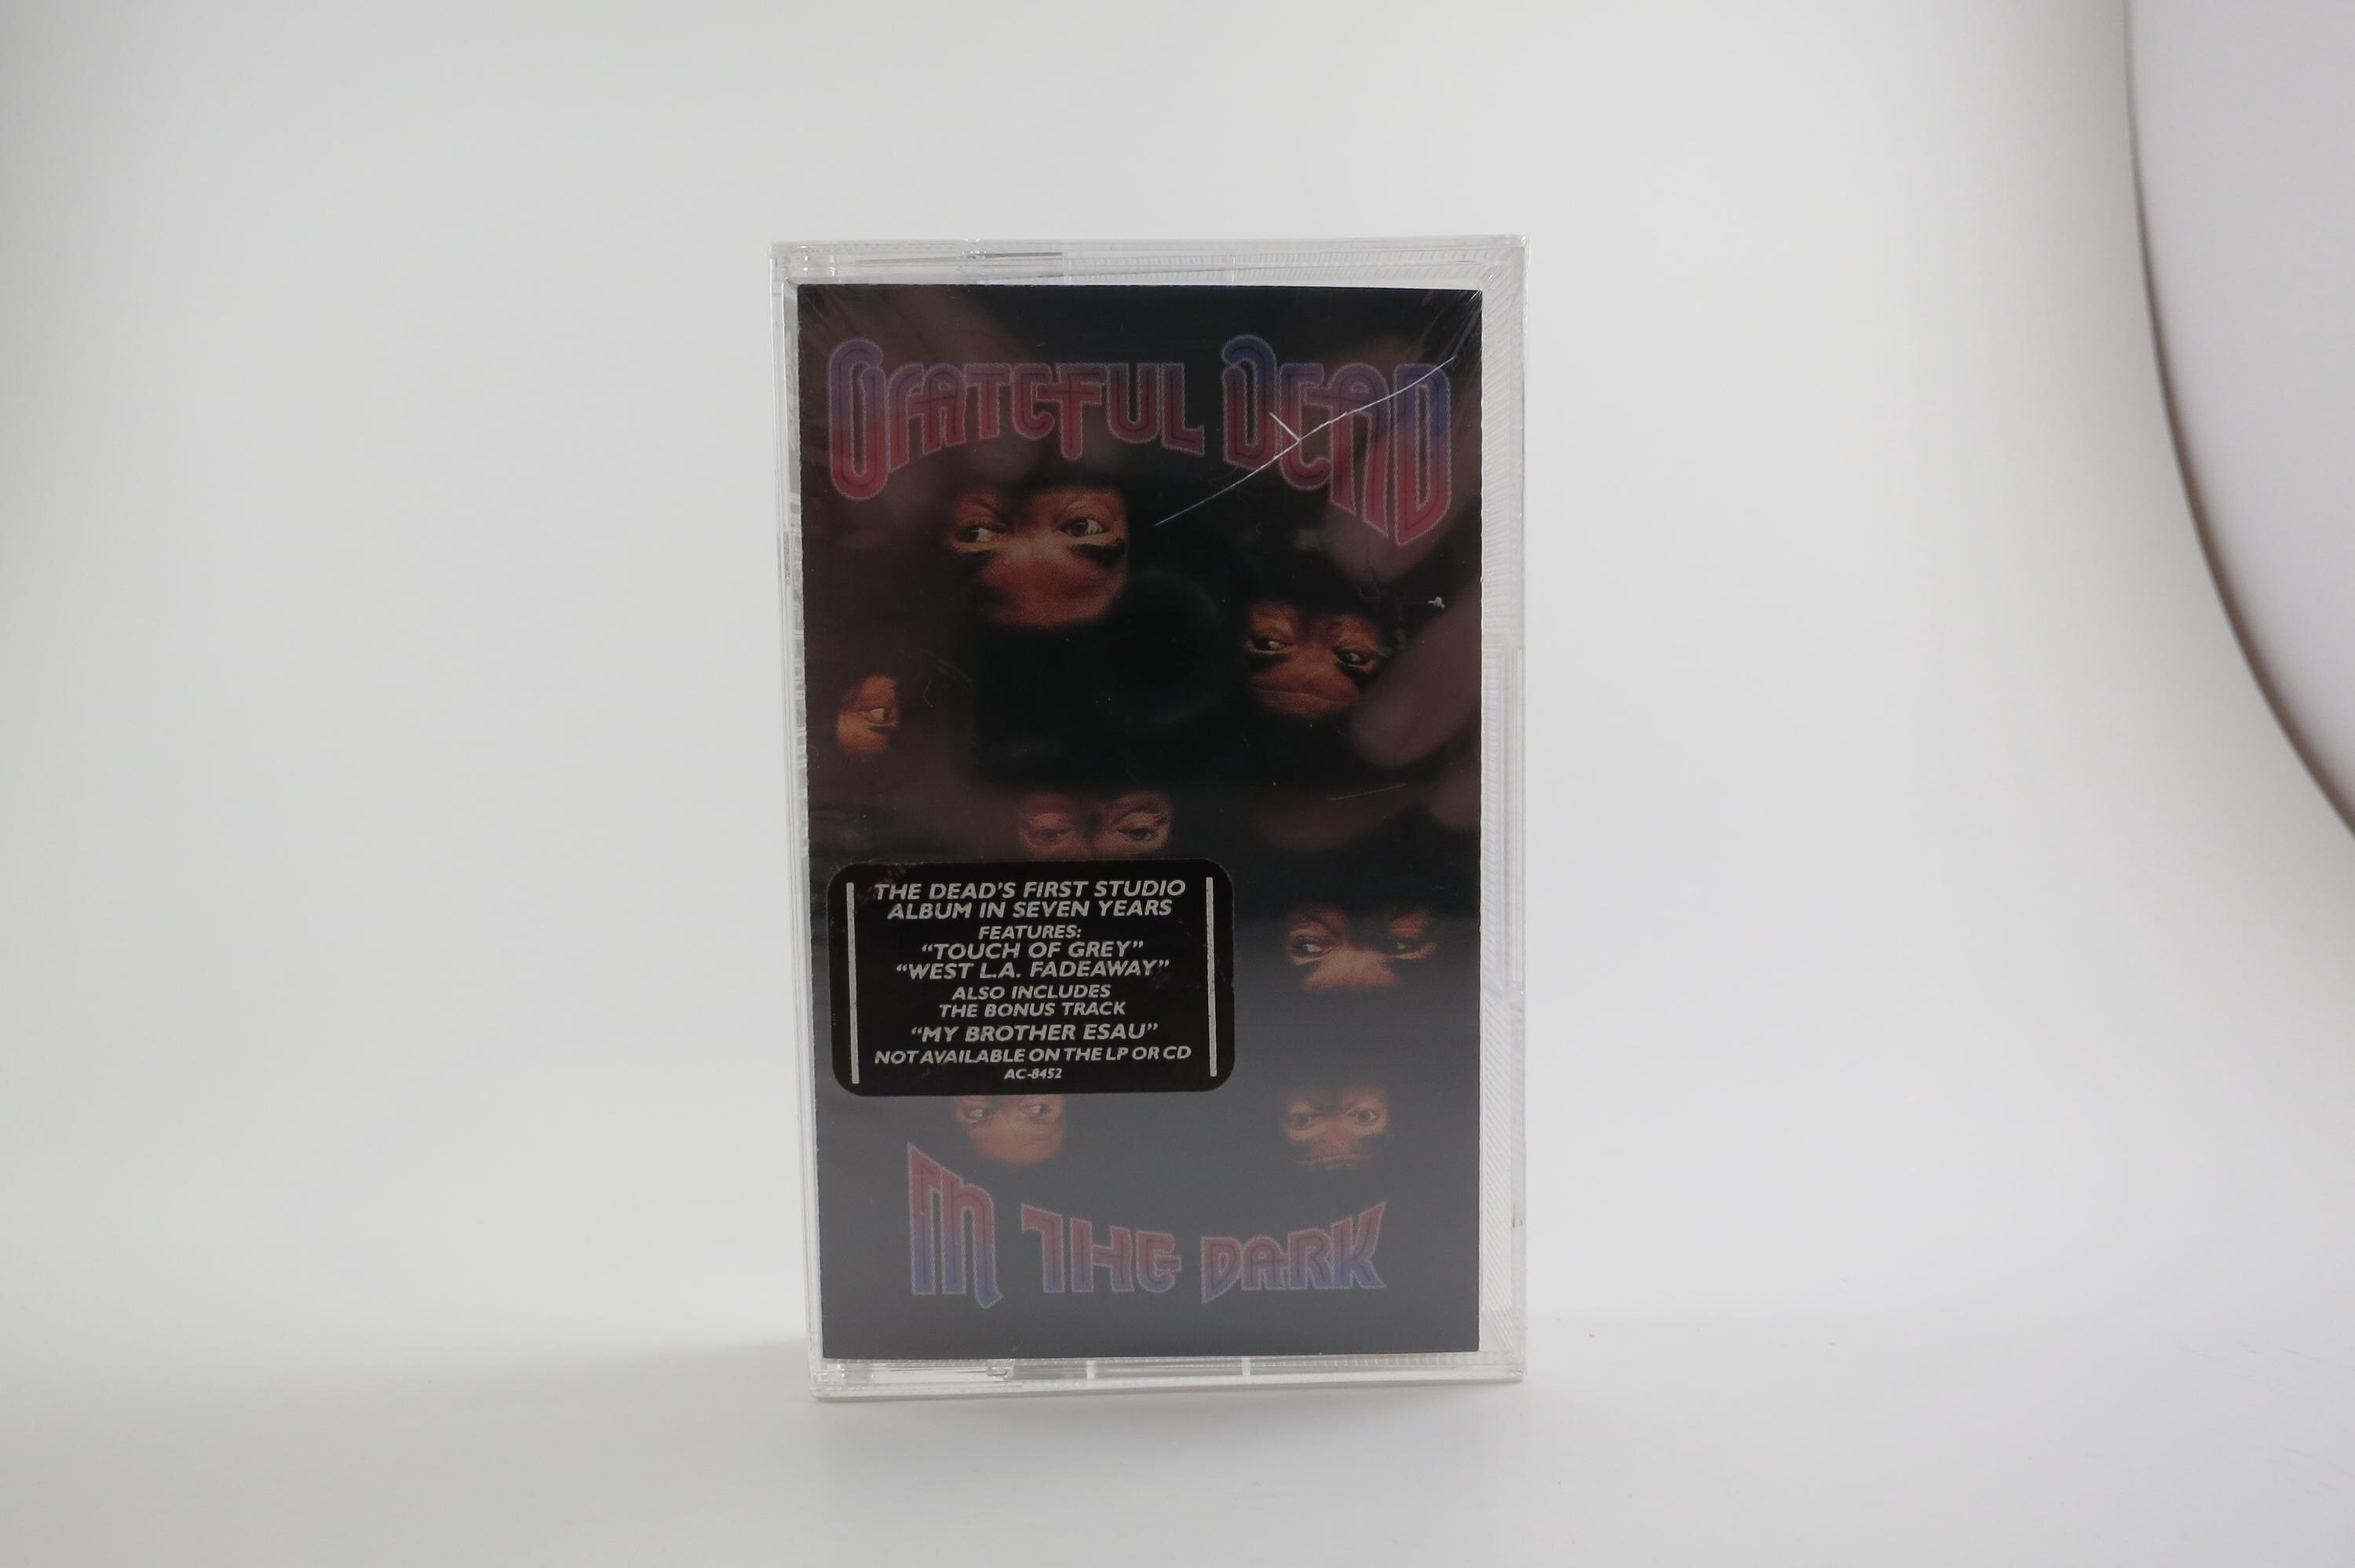 GRATEFUL DEAD
THE DEAD'S FIRST STUDIO
ALBUM IN SEVEN YEARS
FEATURES:
“TOUCH OF GREY”
“WEST L.A. FADEAWAY”
ALSO INCLUDES
THE BONUS TRACK
“MY BROTHER ESAU”
NOT AVAILABLE ON THE LP OR CD
AC-8452
IN THE DARK